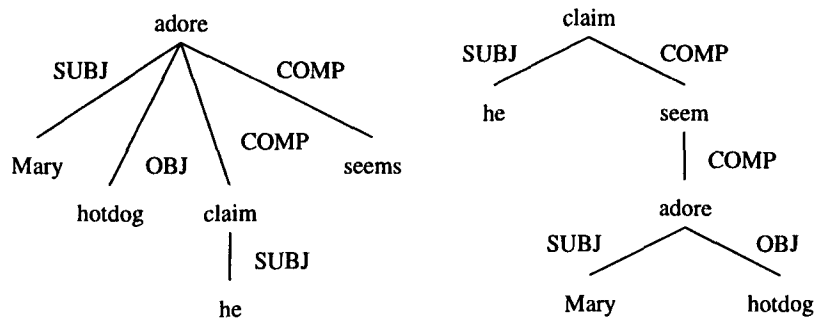 adore
SUBJ COMP
Mary OBJ COMP seems
hotdog claim
SUBJ
he
claim
SUBJ COMP
he seem
COMP
adore
SUBJ OBJ
Mary hotdog